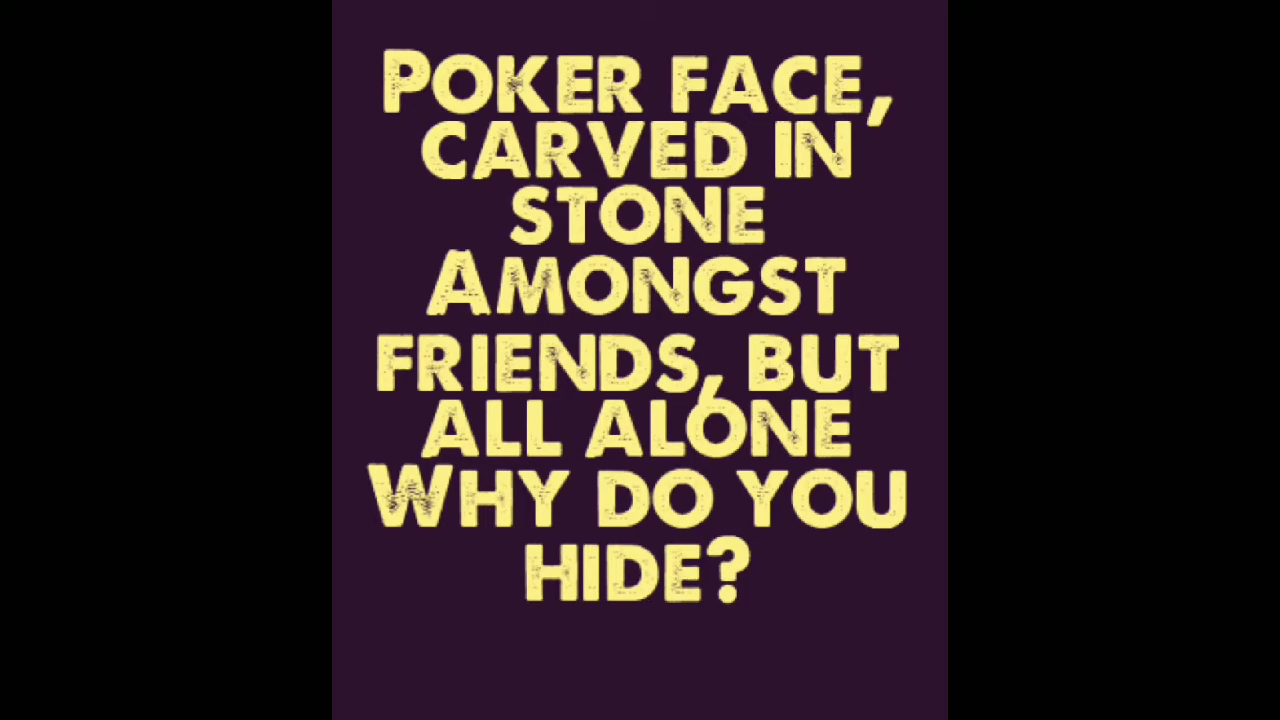 Poker face,
carved in
stone
Amongst
friends, but
all alone
Why do you
hide?